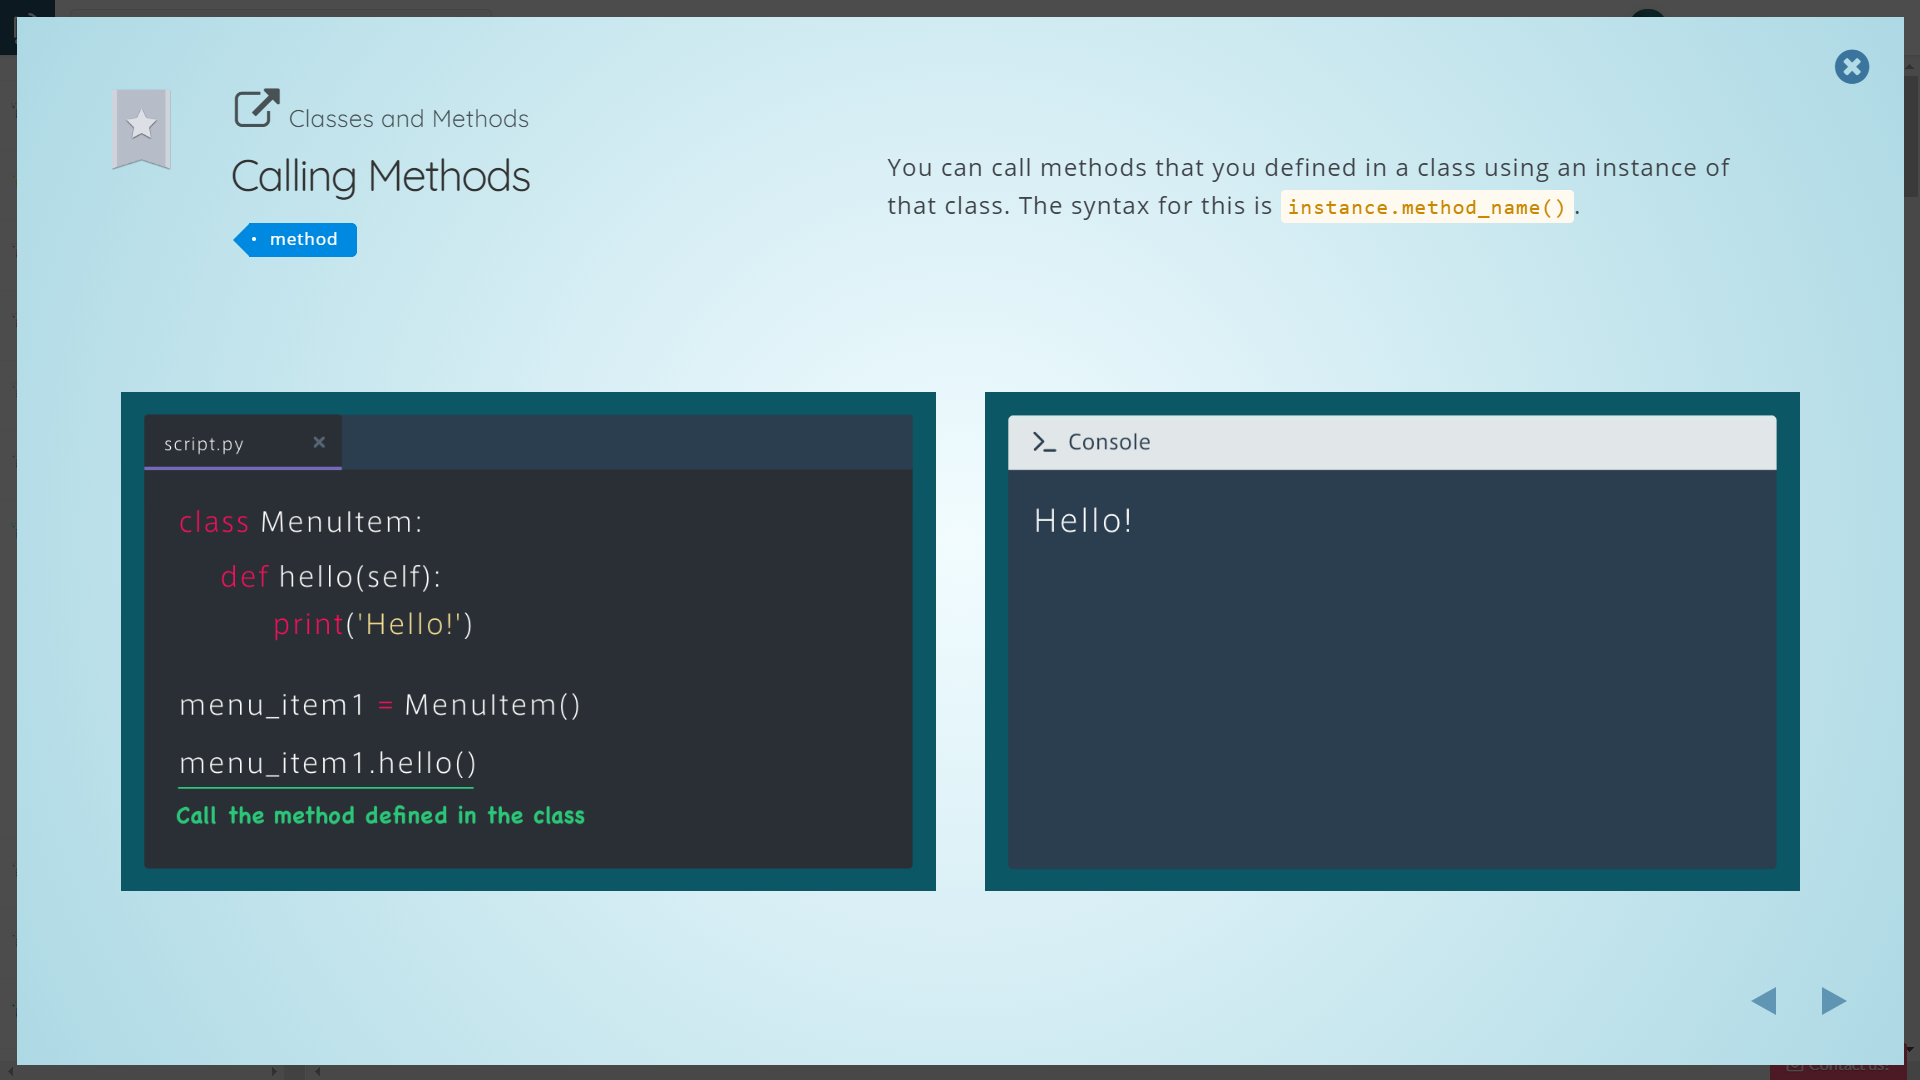 Classes and Methods
Calling Methods
• method
You can call methods that you defined in a class using an instance of
that class. The syntax for this is instance.method_name().
script.py
class MenuItem:
def hello(self):
print('Hello!')
menu_item1 = MenuItem()
menu_item1.hello()
Call the method defined in the class
Console
Hello!
Contact us!